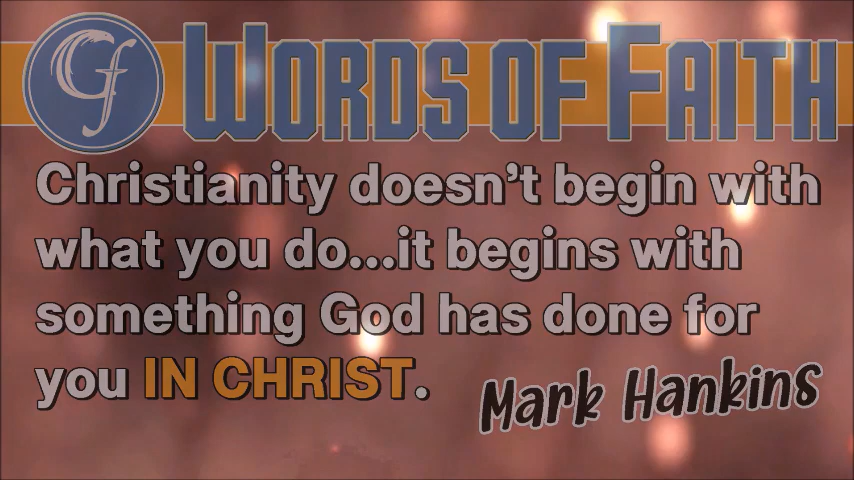 Gf WORDS OF FAITH
Christianity doesn't begin with
what you do...it begins with
something God has done for
you IN CHRIST.
Mark Hankins